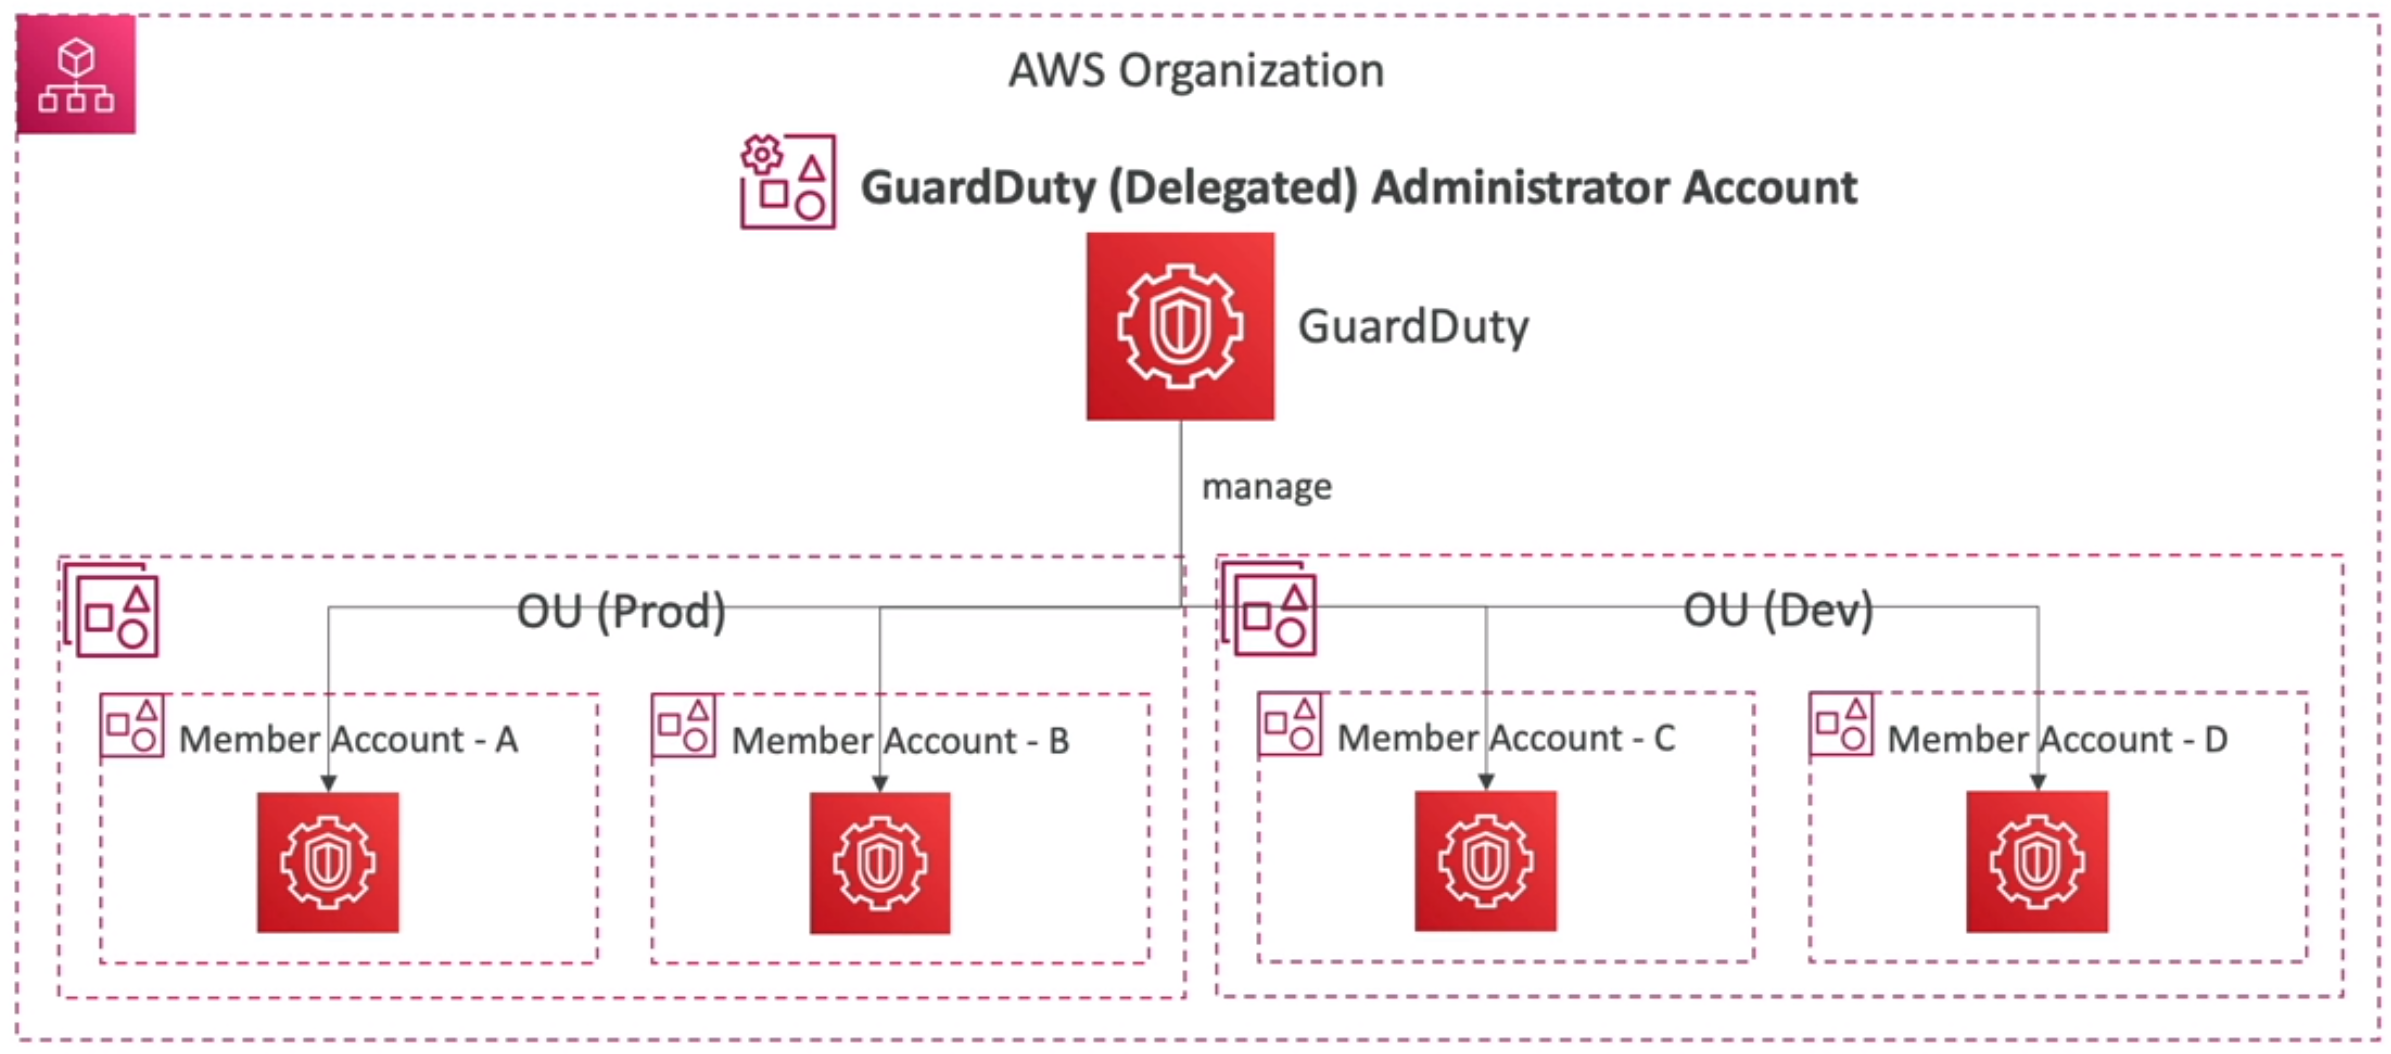 AWS Organization
GuardDuty (Delegated) Administrator Account
GuardDuty
manage
OU (Prod)
OU (Dev)
Member Account - A
Member Account - B
Member Account - C
Member Account - D